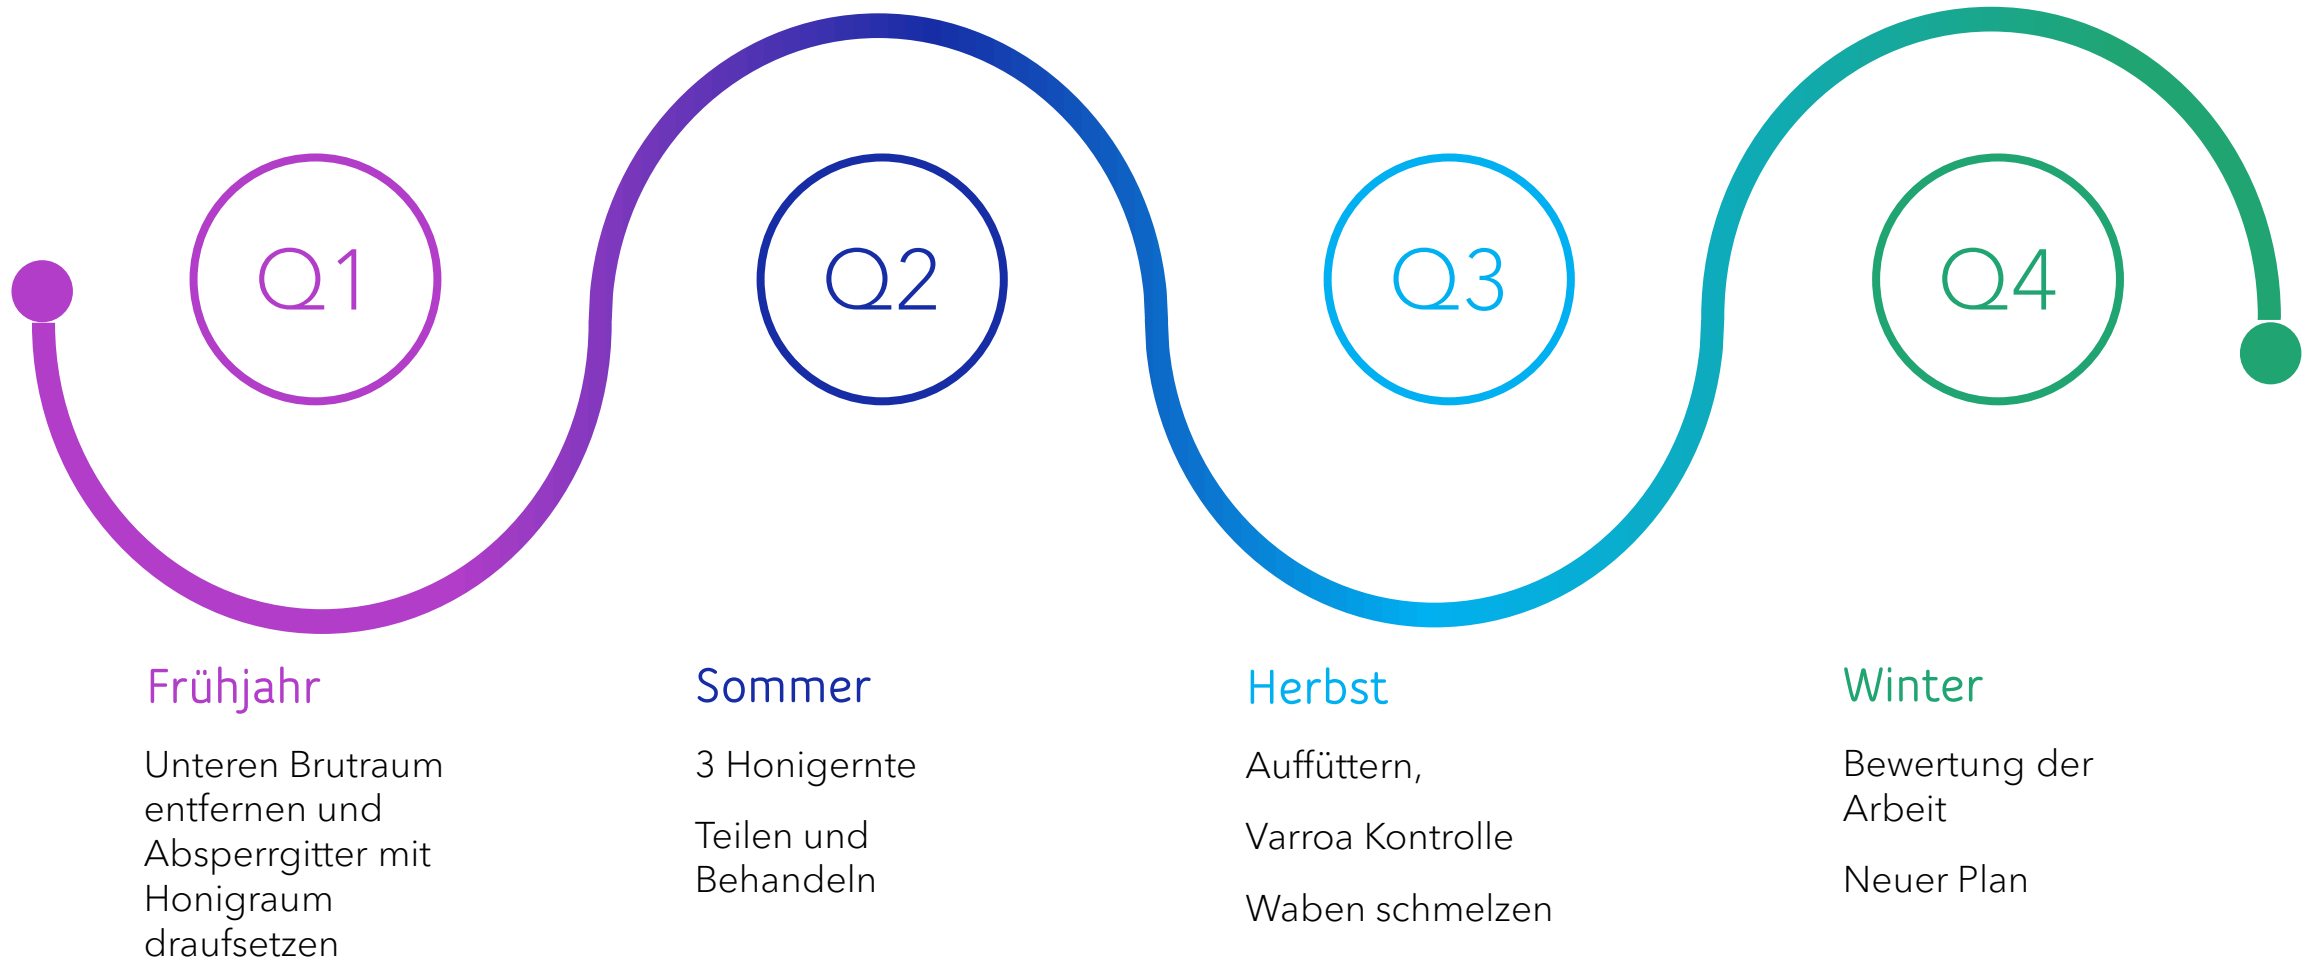 Q1
Q2
Q3
Q4
Frühjahr
Unteren Brutraum
entfernen und
Absperrgitter mit
Honigraum
draufsetzen
Sommer
3 Honigernte
Teilen und
Behandeln
Herbst
Auffüttern,
Varroa Kontrolle
Waben schmelzen
Winter
Bewertung der
Arbeit
Neuer Plan